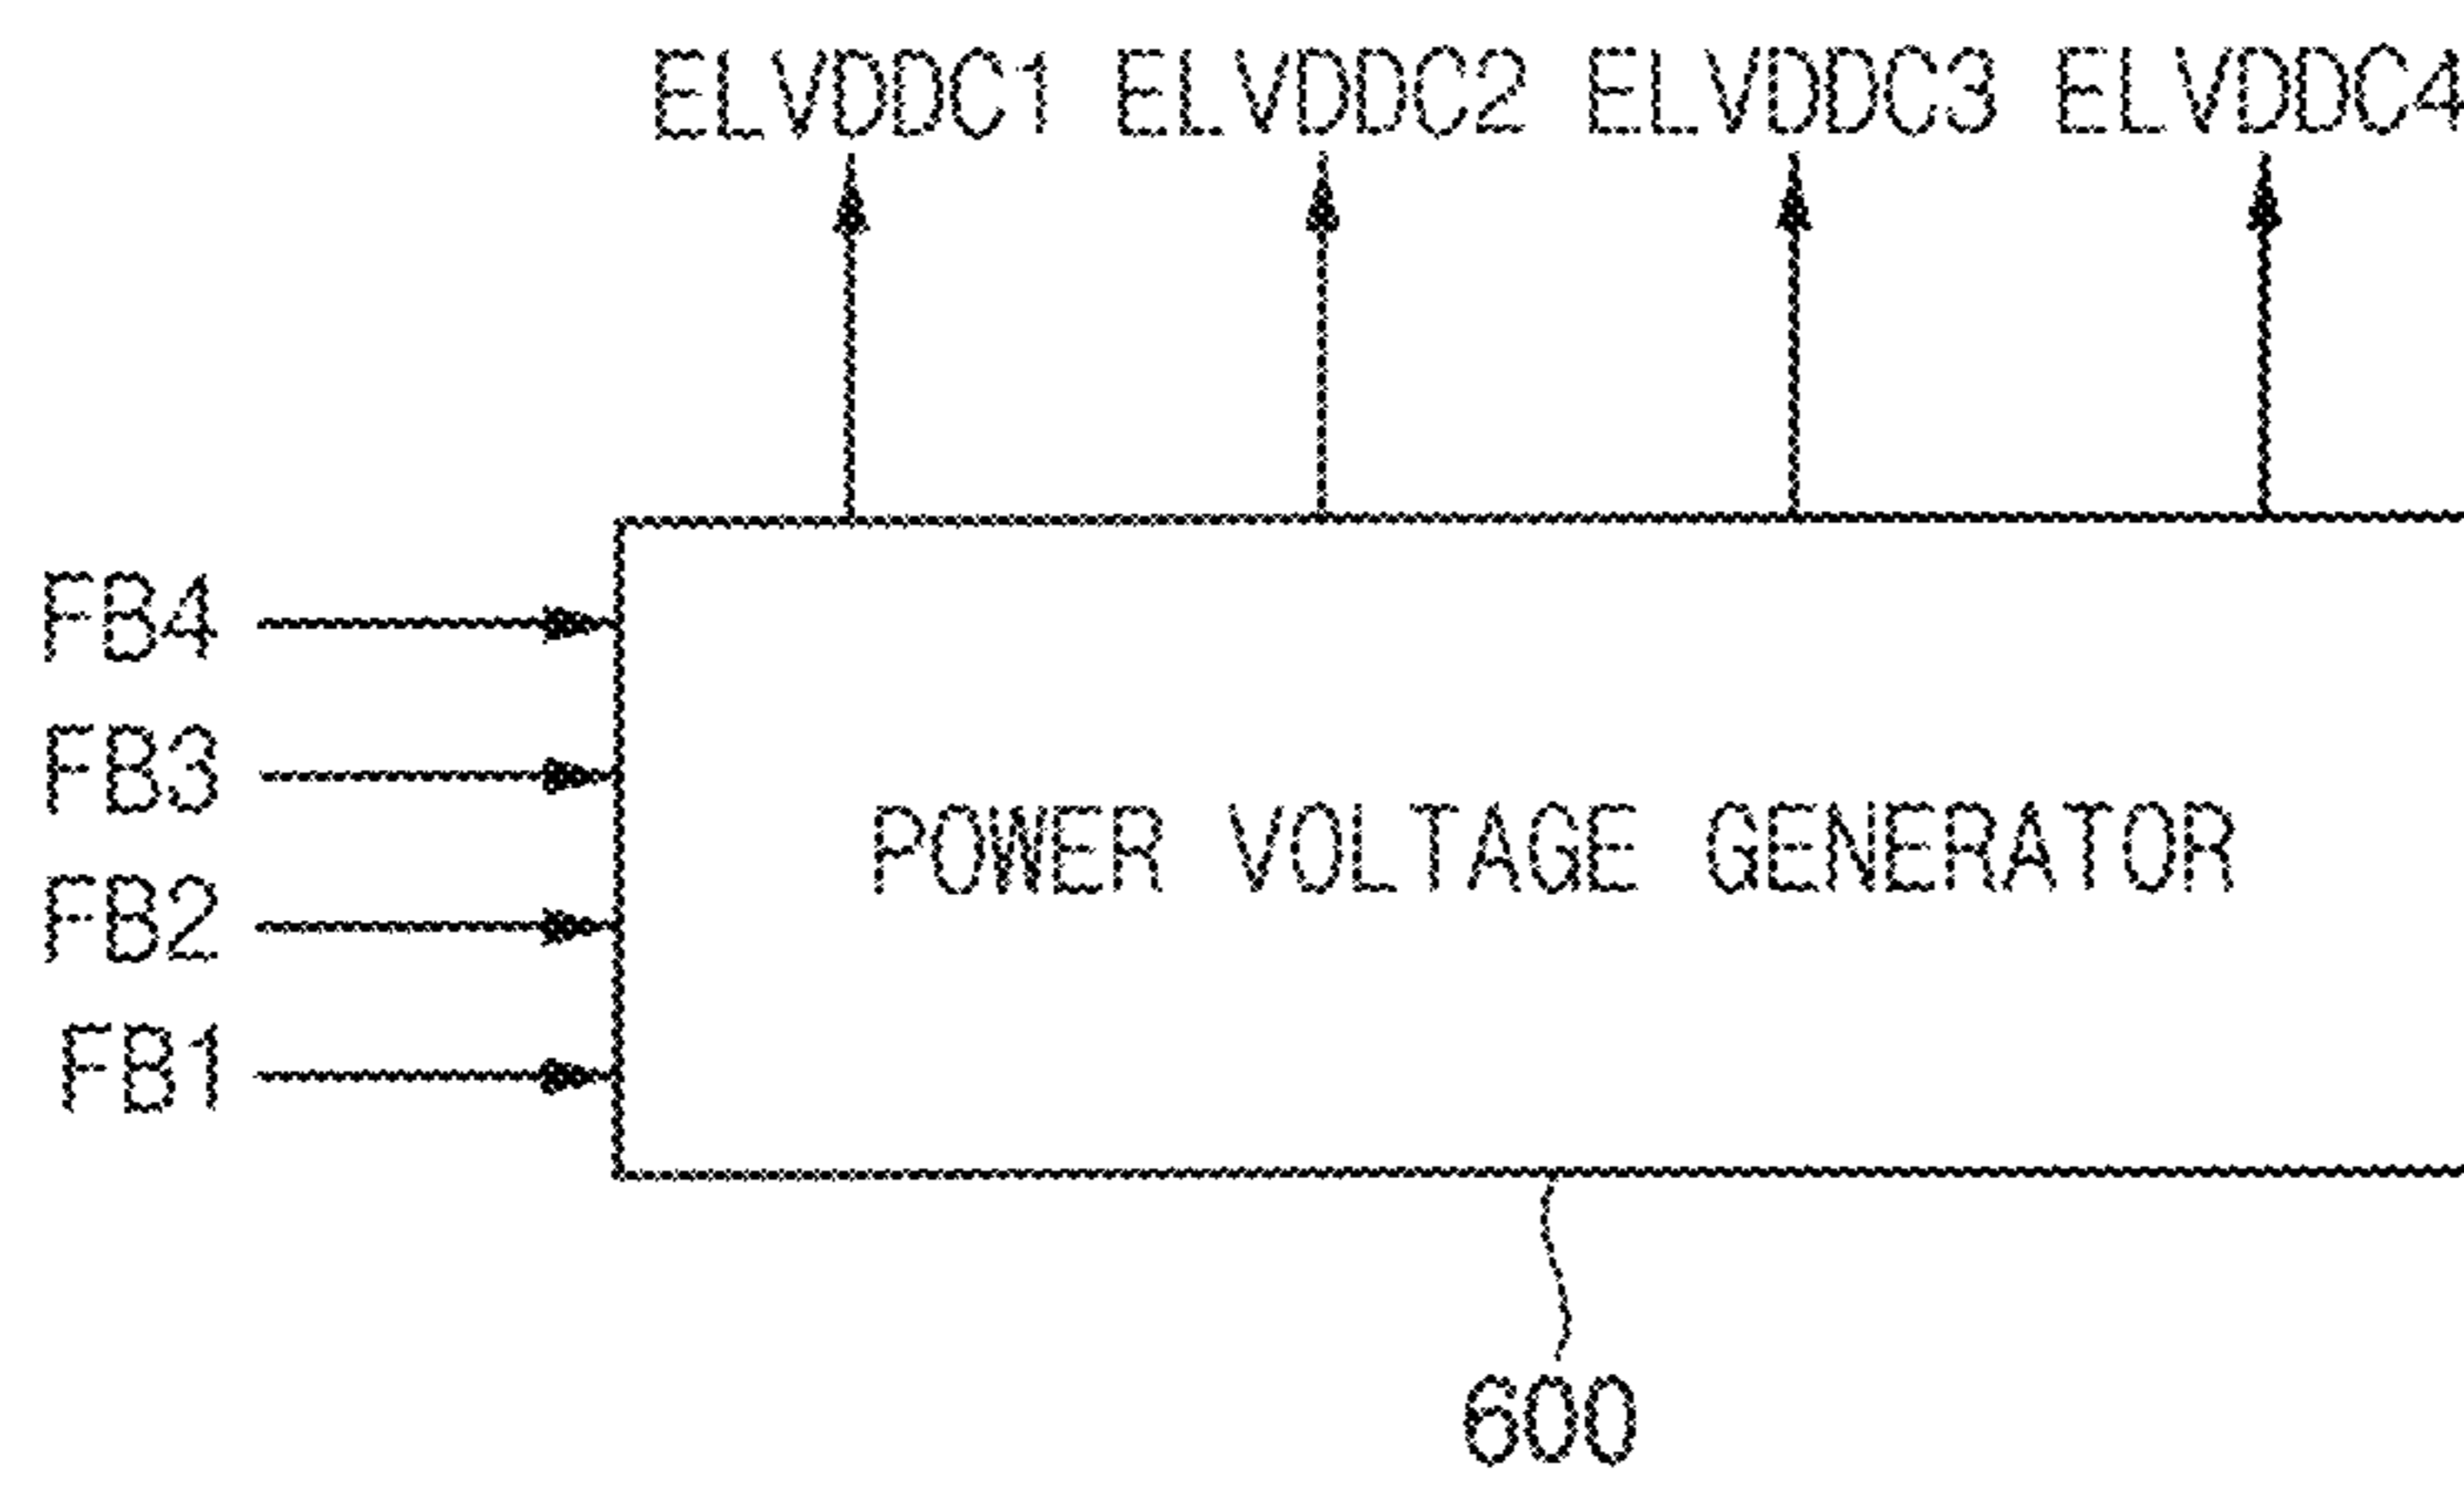 ELVDDC1 ELVDDC2 ELVDDC3 ELVDDC4
FB4
FB3
POWER VOLTAGE GENERATOR
FB2
FB1
600